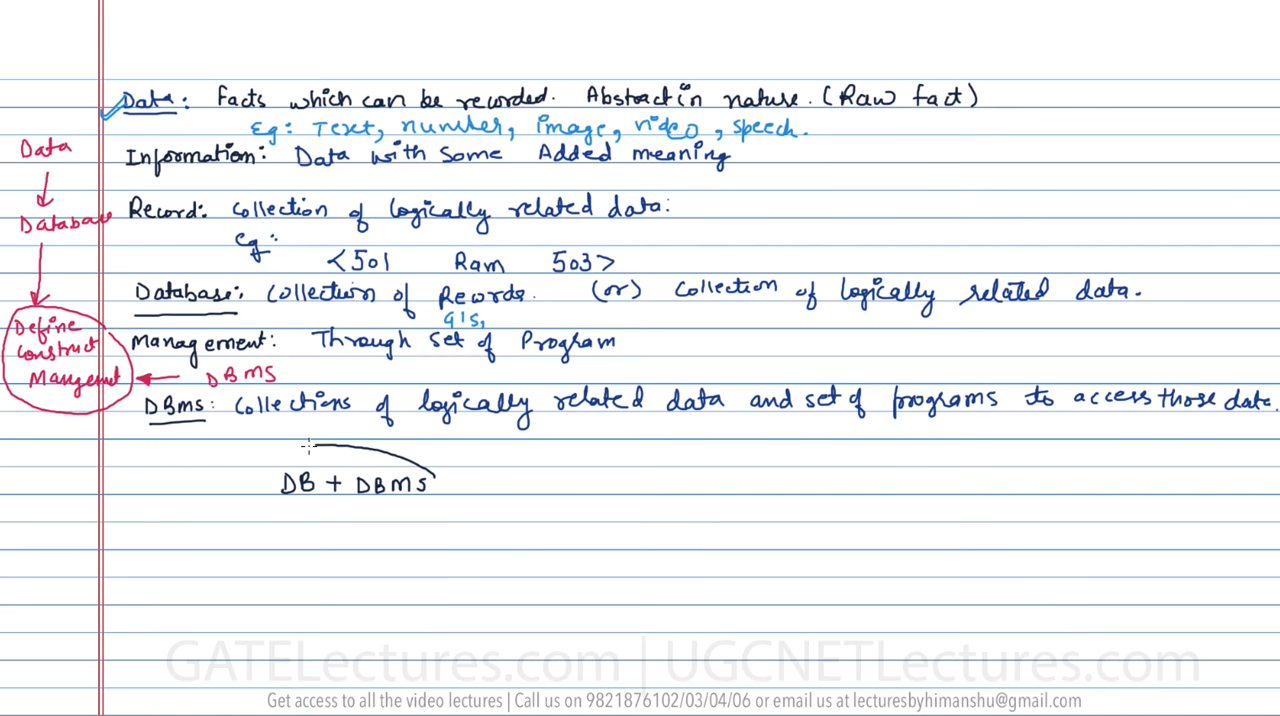 Data: Facts which can be recorded. Abstract in nature. (Raw fact)
Eg: Text, number, image, video, speech.
Information: Data with Some Added meaning
Record: Collection of logically related data:
eg:
<501 Ram 503>
Database: Collection of Records. (or) Collection of logically related data.
GIS,
Management: Through set of Program
DBMS: Collections of logically related data and set of programs to access those data.
DB + DBMS
Data
Database
Define
Construct
Mangement
DBMS
GATELectures.com | UGCNETLectures.com
Get access to all the video lectures | Call us on 9821876102/03/04/06 or email us at lecturesbyhimanshu@gmail.com